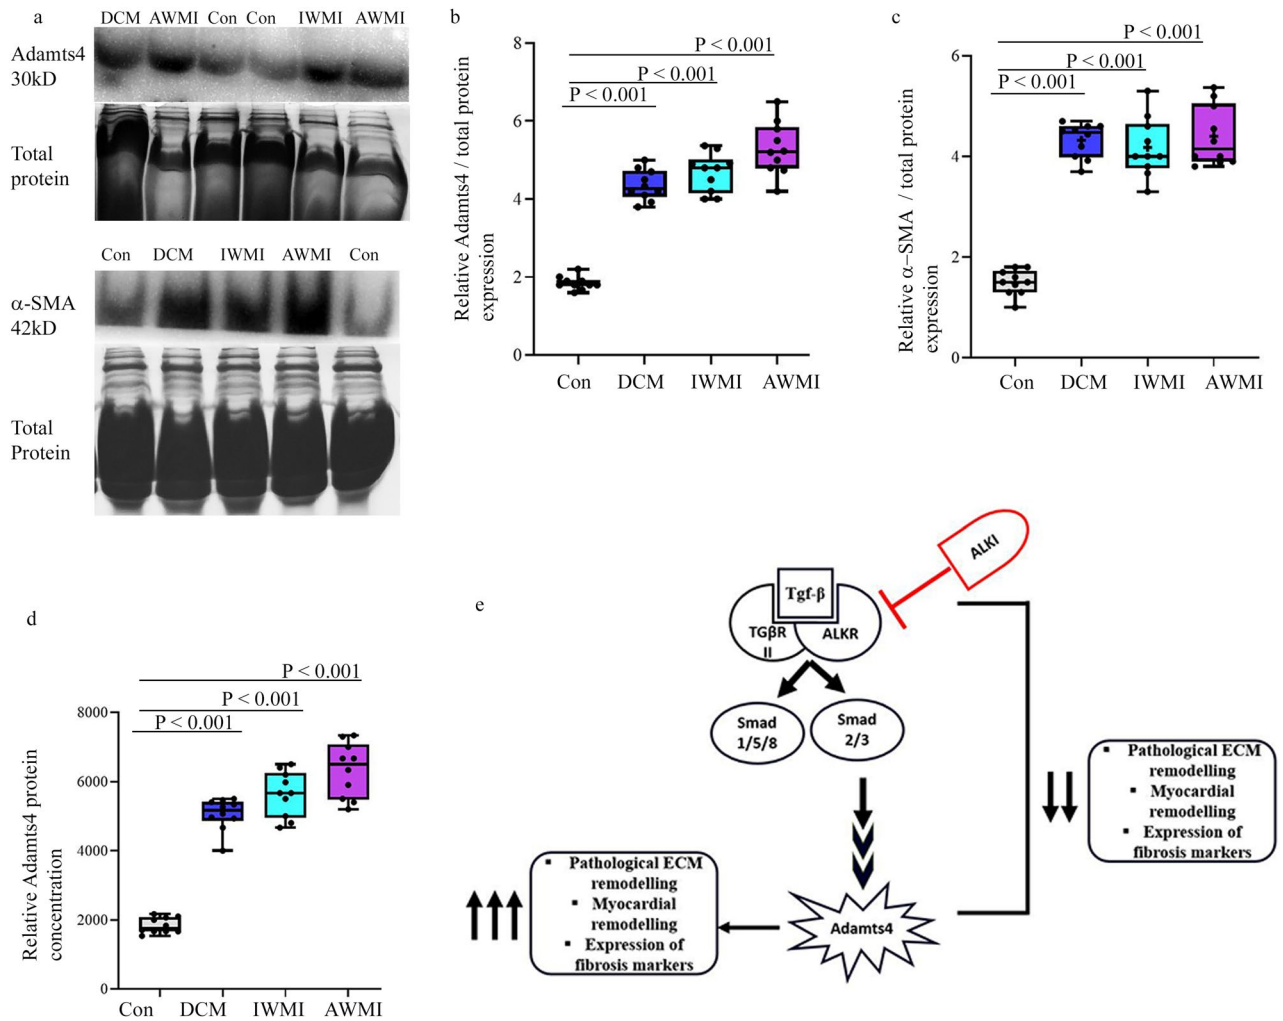 a
DCM AWMI Con Con IWMI AWMI
Adamts4
30kD
Total
protein
Con DCM IWMI AWMI Con
α-SMA
42kD
Total
Protein
b
Relative Adamts4 / total protein
expression
8
6
4
2
0
P < 0.001
P < 0.001
P < 0.001
Con DCM IWMI AWMI
c
Relative α–SMA / total protein
expression
6
4
2
0
P < 0.001
P < 0.001
P < 0.001
Con DCM IWMI AWMI
d
Relative Adamts4 protein
concentration
8000
6000
4000
2000
0
P < 0.001
P < 0.001
P < 0.001
Con DCM IWMI AWMI
e
ALKI
Tgf-β
TGβR
II
ALKR
Smad
1/5/8
Smad
2/3
Adamts4
▪ Pathological ECM
remodelling
▪ Myocardial
remodelling
▪ Expression of
fibrosis markers
▪ Pathological ECM
remodelling
▪ Myocardial
remodelling
▪ Expression of
fibrosis markers